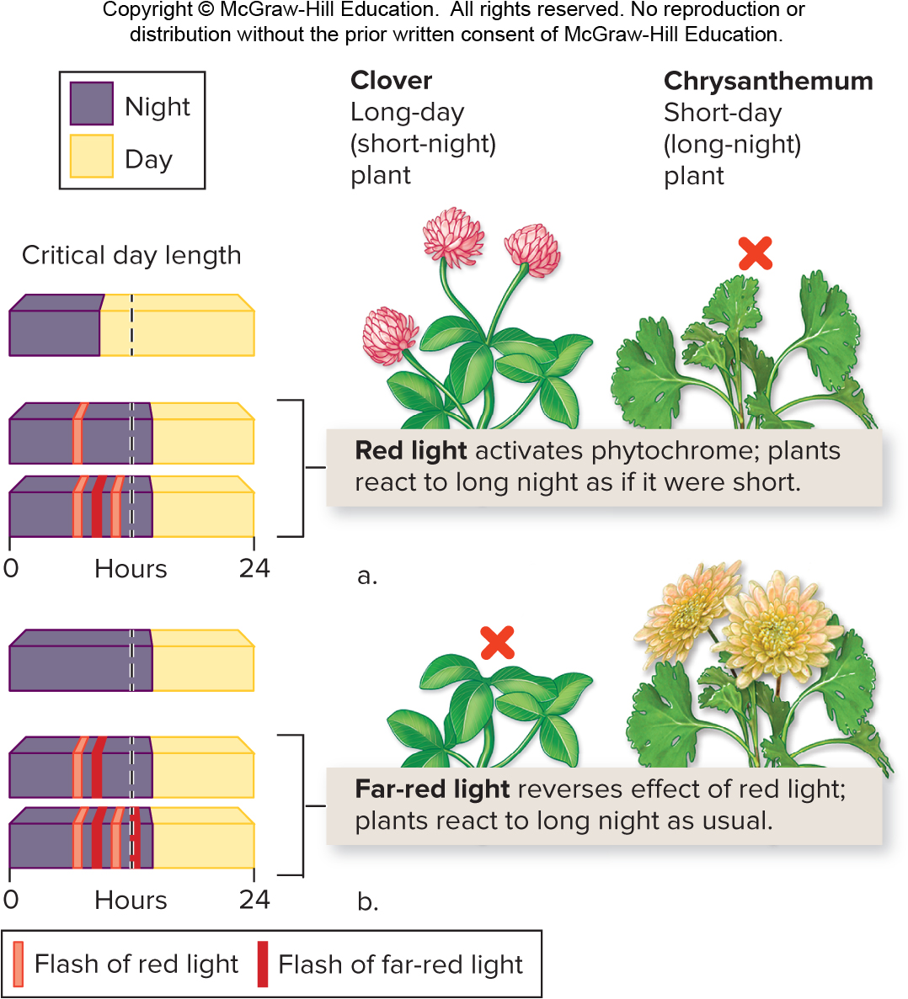 Copyright © McGraw-Hill Education.  All rights reserved. No reproduction or
distribution without the prior written consent of McGraw-Hill Education.
Night
Day
Clover
Long-day
(short-night)
plant
Chrysanthemum
Short-day
(long-night)
plant
Critical day length
Red light activates phytochrome; plants
react to long night as if it were short.
0 Hours 24
a.
Far-red light reverses effect of red light;
plants react to long night as usual.
0 Hours 24
b.
Flash of red light
Flash of far-red light